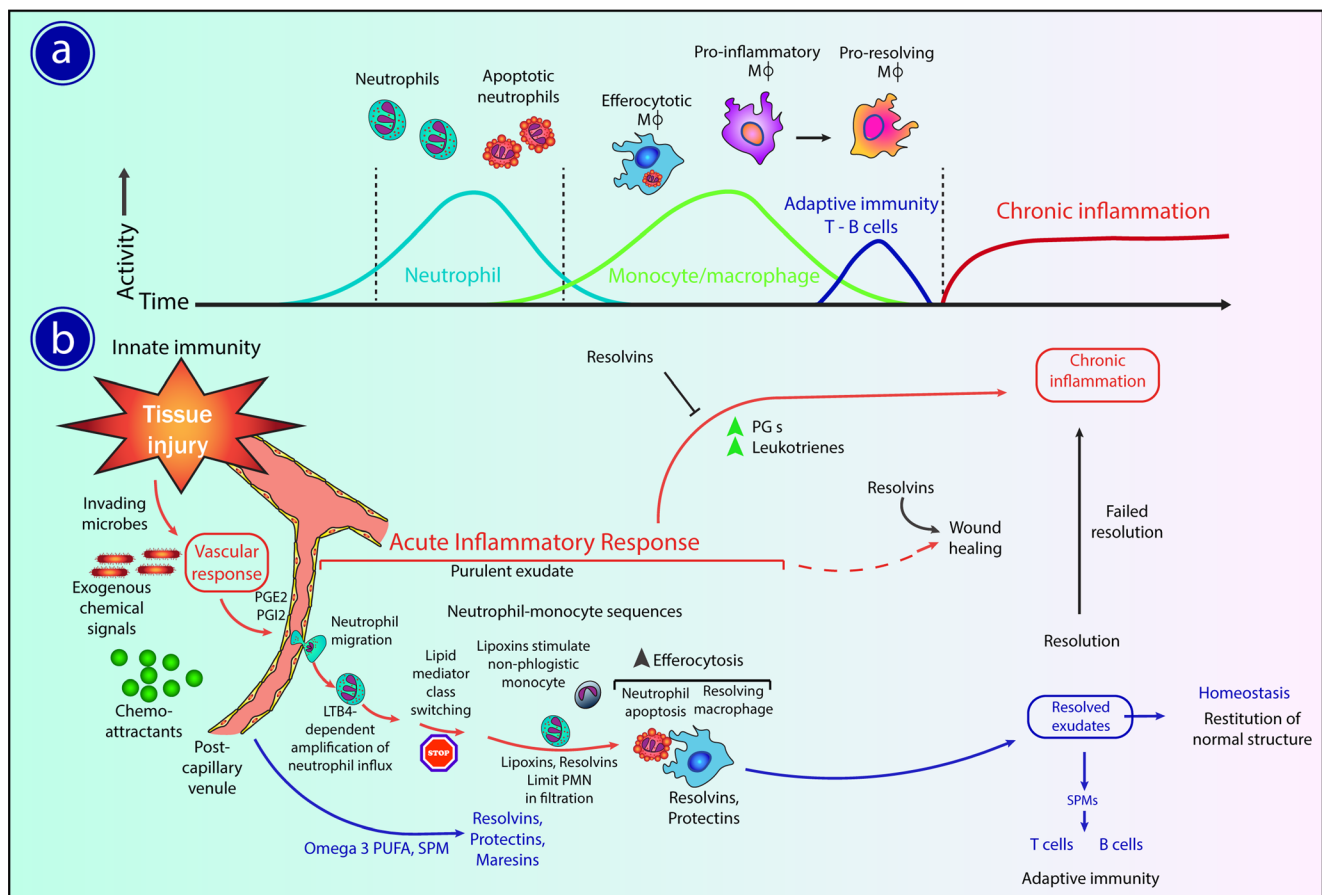 a
Neutrophils
Apoptotic
neutrophils
Efferocytotic
Mϕ
Pro-inflammatory
Mϕ
Pro-resolving
Mϕ
Activity
Time
Neutrophil
Monocyte/macrophage
Adaptive immunity
T - B cells
Chronic inflammation
b
Innate immunity
Tissue
injury
Invading
microbes
Exogenous
chemical
signals
Chemo-
attractants
Vascular
response
PGE2
PGI2
Post-
capillary
venule
Resolvins
PG s
Leukotrienes
Chronic
inflammation
Acute Inflammatory Response
Purulent exudate
Resolvins
Wound
healing
Failed
resolution
Resolution
Neutrophil-monocyte sequences
Neutrophil
migration
LTB4-
dependent
amplification of
neutrophil influx
Lipid
mediator
class
switching
STOP
Lipoxins stimulate
non-phlogistic
monocyte
Lipoxins, Resolvins
Limit PMN
in filtration
Efferocytosis
Neutrophil
apoptosis
Resolving
macrophage
Resolvins,
Protectins
Omega 3 PUFA, SPM
Resolvins,
Protectins,
Maresins
Resolved
exudates
Homeostasis
Restitution of
normal structure
SPMs
T cells
B cells
Adaptive immunity